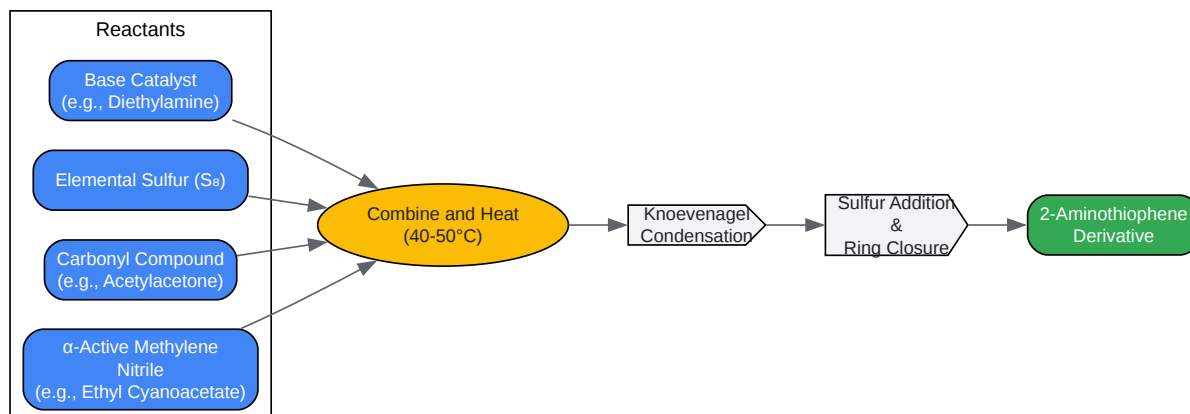 Reactants
Base Catalyst
(e.g., Diethylamine)
Elemental Sulfur (S₈)
Carbonyl Compound
(e.g., Acetylacetone)
α-Active Methylene
Nitrile
(e.g., Ethyl Cyanoacetate)
Combine and Heat
(40-50°C)
Knoevenagel
Condensation
Sulfur Addition
&
Ring Closure
2-Aminothiophene
Derivative